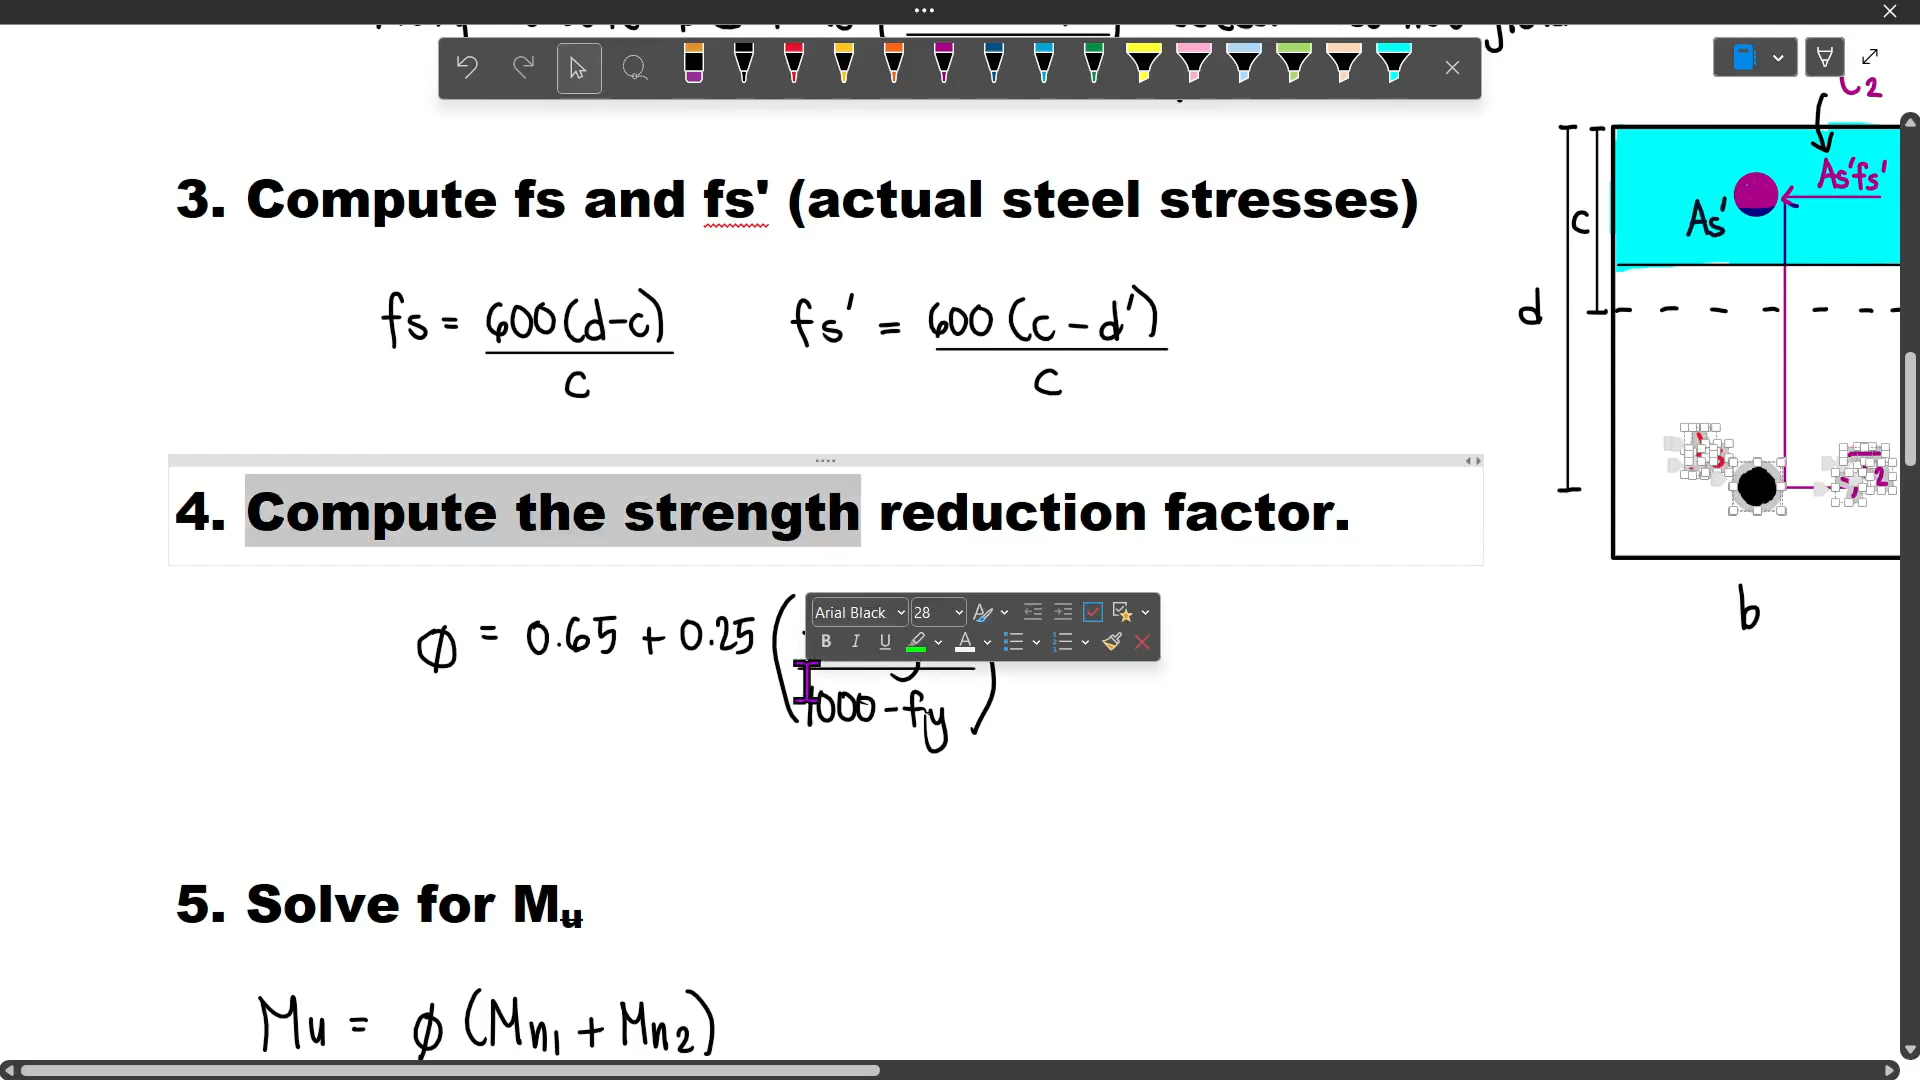 C2
3. Compute fs and fs' (actual steel stresses)
As'fs'
As'
c
fs = 600(d-c)
c
fs' = 600 (c - d')
c
d
4. Compute the strength reduction factor.
2
Arial Black 28
B I U A
ø = 0.65 + 0.25 (
1000 - fy )
b
5. Solve for Mu
Mu = ø (Mn1 + Mn2)